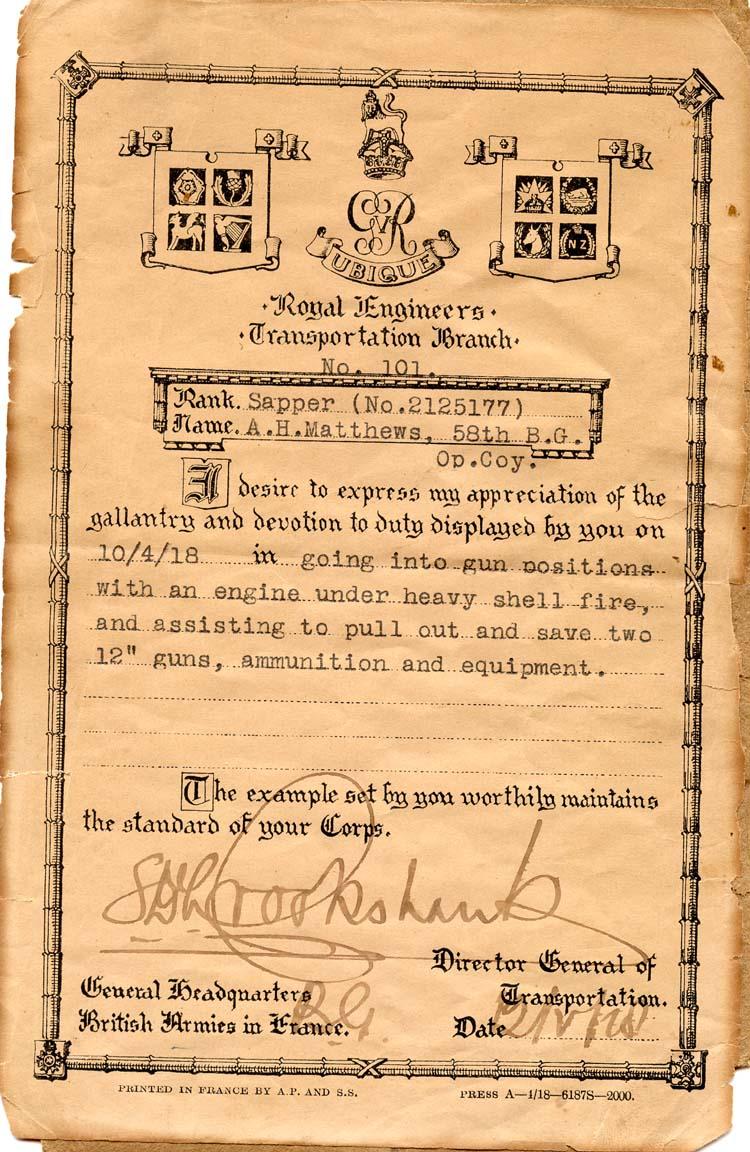 GVR
UBIQUE
NZ
Royal Engineers
Transportation Branch
No. 101.
Rank. Sapper (No.2125177)
Name. A.H.Matthews, 58th B.G.
Op.Coy.
I desire to express my appreciation of the
gallantry and devotion to duty displayed by you on
10/4/18 in going into gun positions
with an engine under heavy shell fire,
and assisting to pull out and save two
12" guns, ammunition and equipment.
The example set by you worthily maintains
the standard of your Corps.
Crookshank
Director General of
Transportation.
General Headquarters
British Armies in France.
Date
PRINTED IN FRANCE BY A.P. AND S.S.
PRESS A—1/18—6187S—2000.